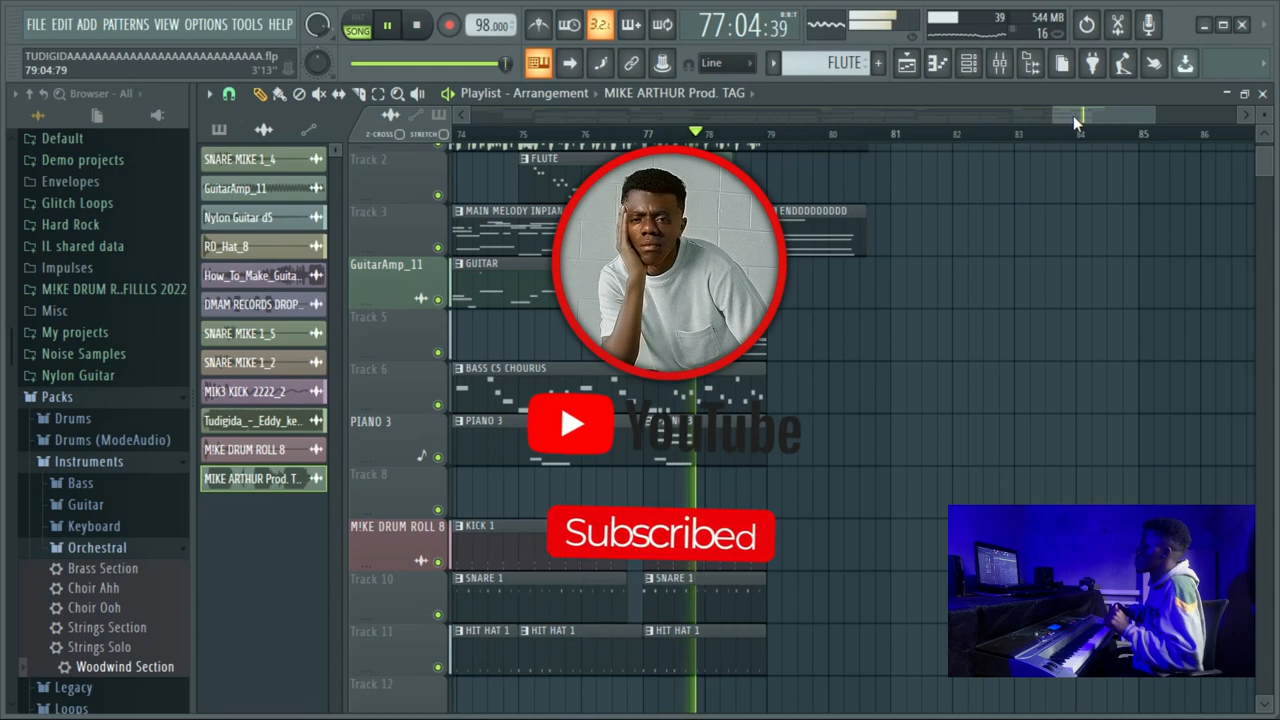 FILE EDIT ADD PATTERNS VIEW OPTIONS TOOLS HELP
PAT
SONG
98.000
3.2.
77:04:39
B:S:T
39
544 MB
16
TUDIGIDAAAAAAAAAAAAAAAAAAAAAAAAAAAA.flp
79:04:79
3'13"
Line
FLUTE
Browser - All
Playlist - Arrangement
MIKE ARTHUR Prod. TAG
Z-CROSS
STRETCH
74 75 76 77 78 79 80 81 82 83 84 85 86
Default
Demo projects
Envelopes
Glitch Loops
Hard Rock
IL shared data
Impulses
M!KE DRUM R..FILLLS 2022
Misc
My projects
Noise Samples
Nylon Guitar
Packs
Drums
Drums (ModeAudio)
Instruments
Bass
Guitar
Keyboard
Orchestral
Brass Section
Choir Ahh
Choir Ooh
Strings Section
Strings Solo
Woodwind Section
Legacy
Loops
SNARE MIKE 1_4
GuitarAmp_11
Nylon Guitar d5
RD_Hat_8
How_To_Make_Guita..
DMAM RECORDS DROP..
SNARE MIKE 1_5
SNARE MIKE 1_2
MIK3 KICK 2222_2
Tudigida_-_Eddy_ke..
M!KE DRUM ROLL 8
MIKE ARTHUR Prod. T..
Track 2
FLUTE
Track 3
MAIN MELODY INPIAN
ENDDDDDDDDD
GuitarAmp_11
GUITAR
Track 5
Track 6
BASS C5 CHOURUS
PIANO 3
PIANO 3
Track 8
M!KE DRUM ROLL 8
KICK 1
Track 10
SNARE 1
SNARE 1
Track 11
HIT HAT 1
HIT HAT 1
HIT HAT 1
Track 12
YouTube
Subscribed